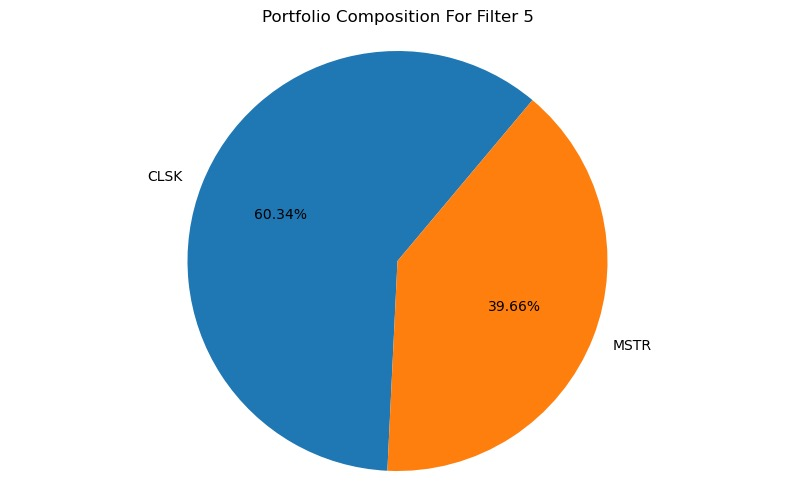 Portfolio Composition For Filter 5
CLSK
60.34%
39.66%
MSTR